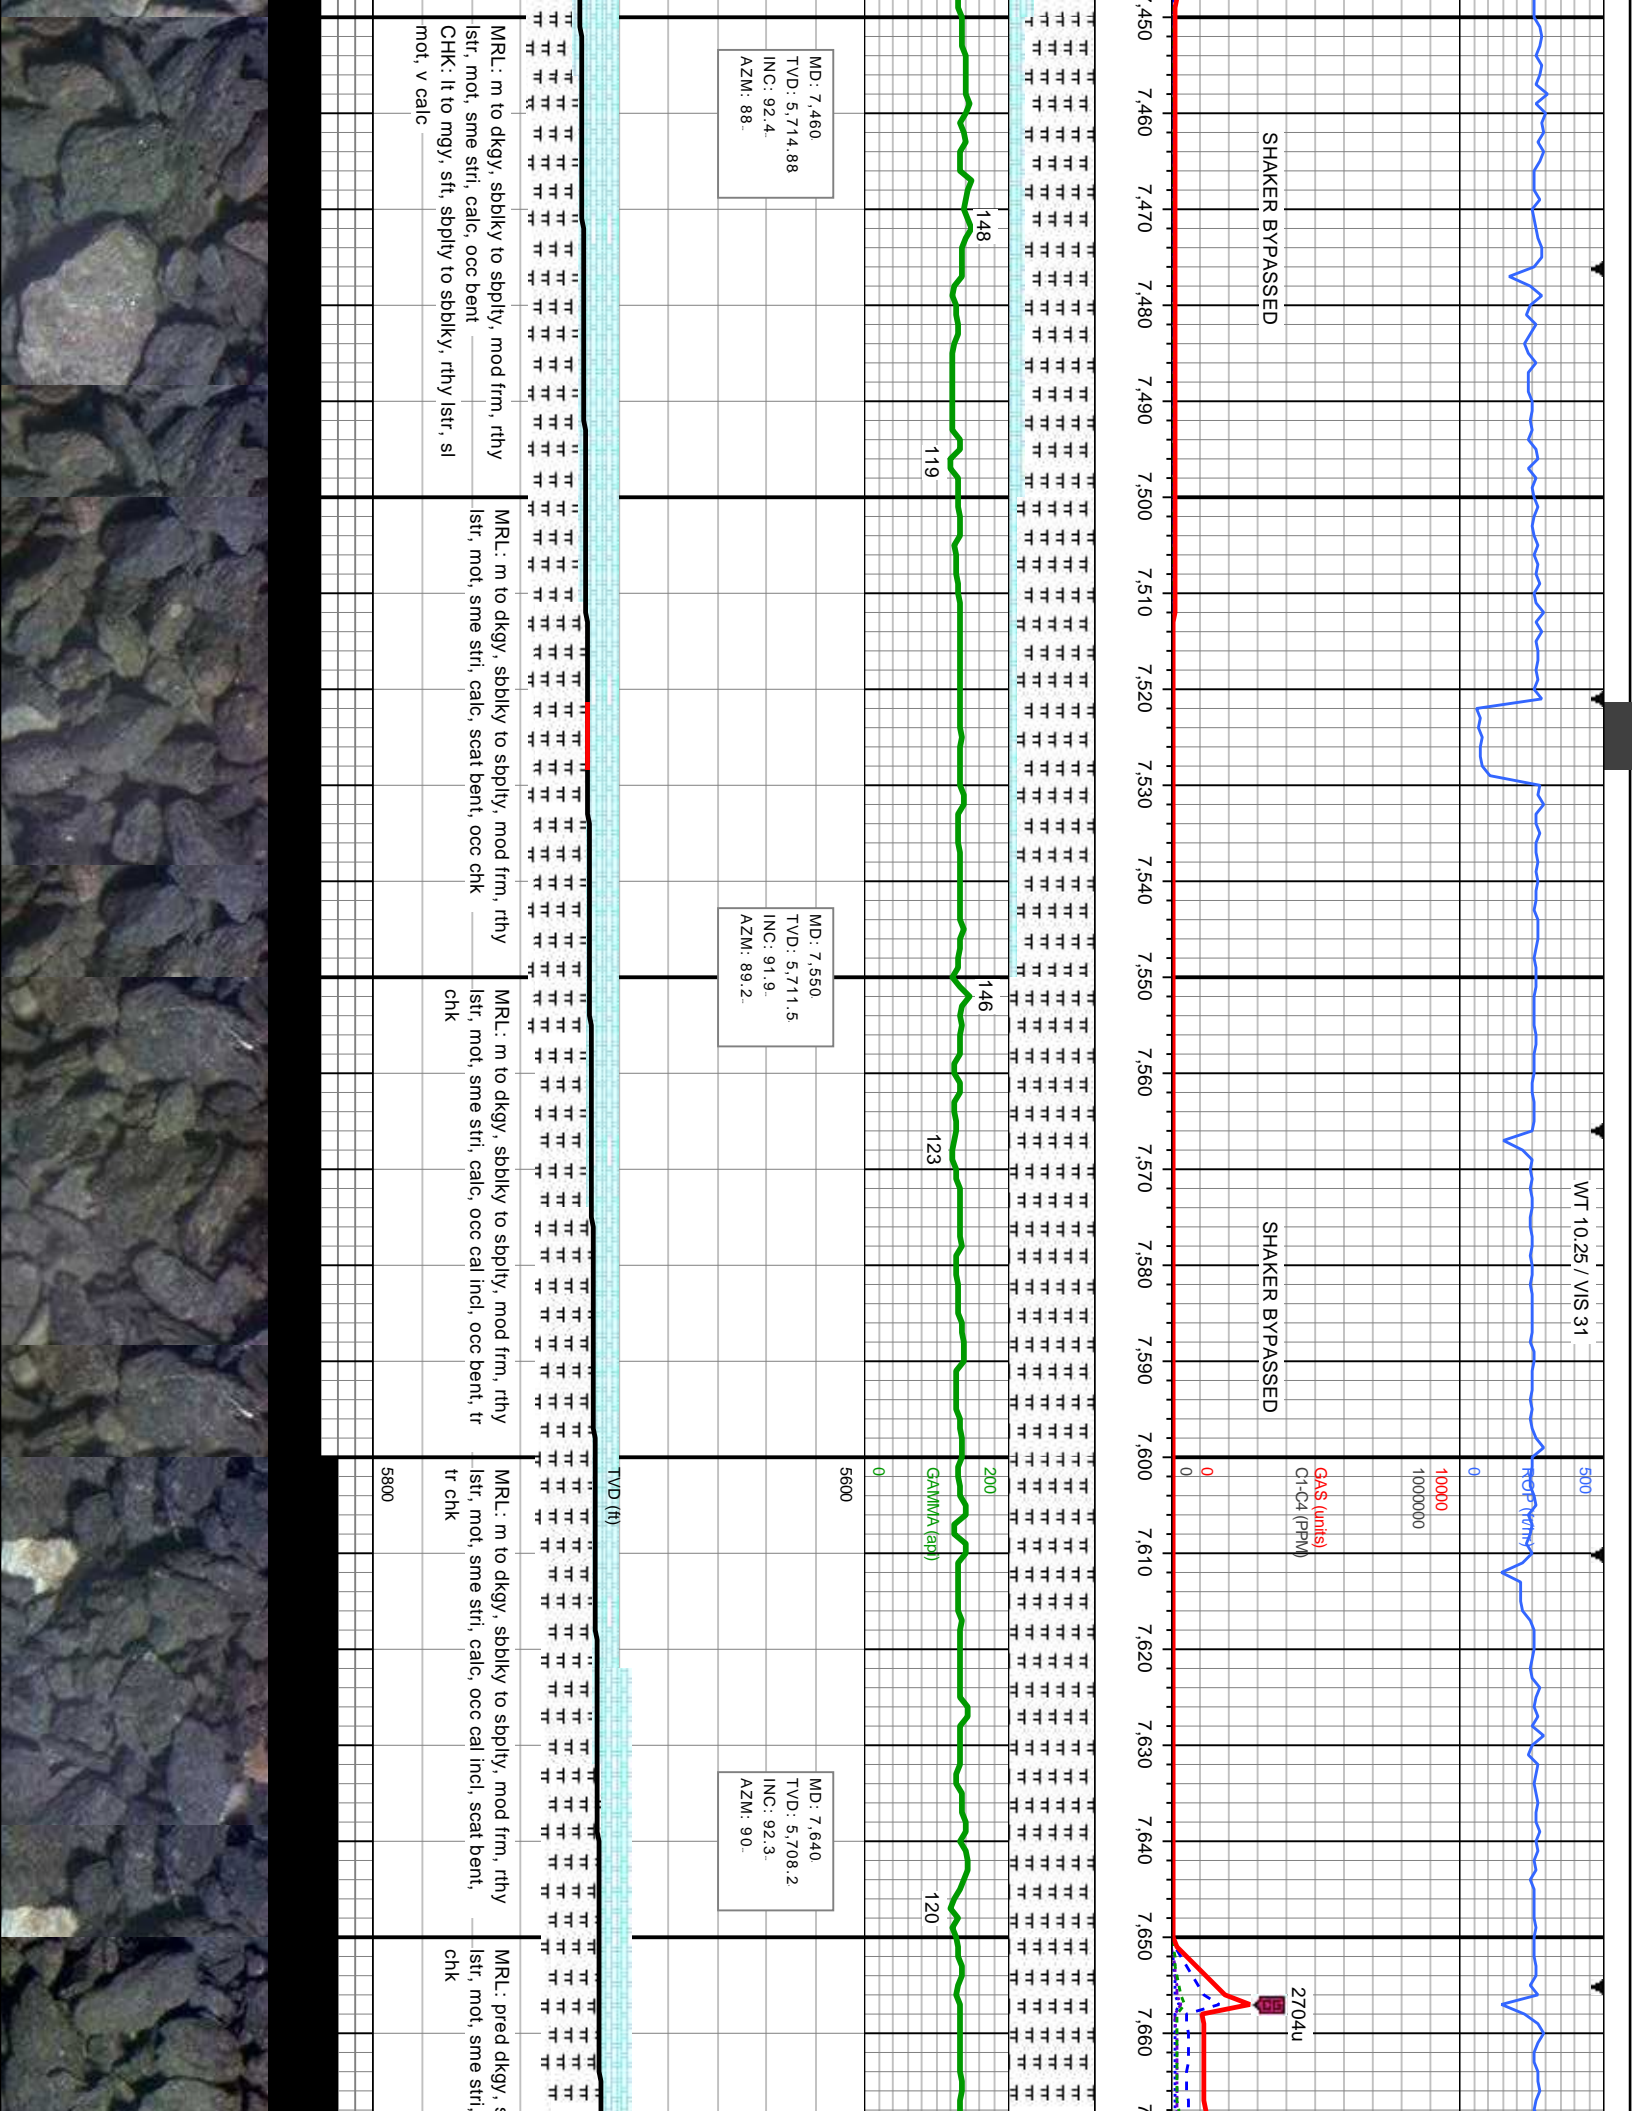 WT 10.25 / VIS 31
500
ROP (ft/hr)
0
SHAKER BYPASSED
SHAKER BYPASSED
10000
1000000
GAS (units)
C1-C4 (PPM)
0
0
2704u
7,450
7,460
7,470
7,480
7,490
7,500
7,510
7,520
7,530
7,540
7,550
7,560
7,570
7,580
7,590
7,600
7,610
7,620
7,630
7,640
7,650
7,660
148
119
146
123
120
200
GAMMA (api)
0
MD: 7,460
TVD: 5,714.88
INC: 92.4
AZM: 88
MD: 7,550
TVD: 5,711.5
INC: 91.9
AZM: 89.2
MD: 7,640
TVD: 5,708.2
INC: 92.3
AZM: 90
5600
TVD (ft)
5800
MRL: m to dkgy, sbblky to sbplty, mod frm, rthy
lstr, mot, sme stri, calc, occ bent
CHK: lt to mgy, sft, sbplty to sbblky, rthy lstr, sl
mot, v calc
MRL: m to dkgy, sbblky to sbplty, mod frm, rthy
lstr, mot, sme stri, calc, scat bent, occ chk
MRL: m to dkgy, sbblky to sbplty, mod frm, rthy
lstr, mot, sme stri, calc, occ cal incl, occ bent, tr
chk
MRL: m to dkgy, sbblky to sbplty, mod frm, rthy
lstr, mot, sme stri, calc, occ cal incl, scat bent,
tr chk
MRL: pred dkgy,
lstr, mot, sme stri,
chk